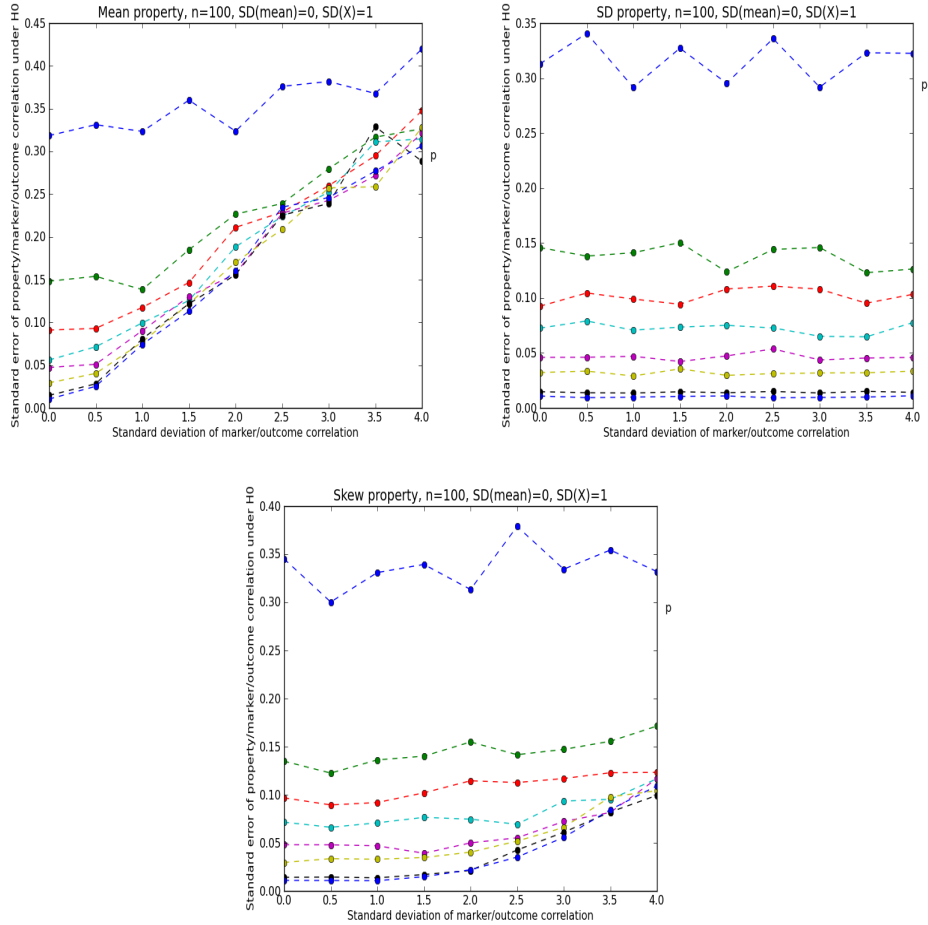 Mean property, n=100, SD(mean)=0, SD(X)=1
Standard error of property/marker/outcome correlation under H0
0.45
0.40
0.35
0.30
0.25
0.20
0.15
0.10
0.05
0.00
0.0 0.5 1.0 1.5 2.0 2.5 3.0 3.5 4.0
Standard deviation of marker/outcome correlation
p
SD property, n=100, SD(mean)=0, SD(X)=1
Standard error of property/marker/outcome correlation under H0
0.35
0.30
0.25
0.20
0.15
0.10
0.05
0.00
0.0 0.5 1.0 1.5 2.0 2.5 3.0 3.5 4.0
Standard deviation of marker/outcome correlation
p
Skew property, n=100, SD(mean)=0, SD(X)=1
Standard error of property/marker/outcome correlation under H0
0.40
0.35
0.30
0.25
0.20
0.15
0.10
0.05
0.00
0.0 0.5 1.0 1.5 2.0 2.5 3.0 3.5 4.0
Standard deviation of marker/outcome correlation
p